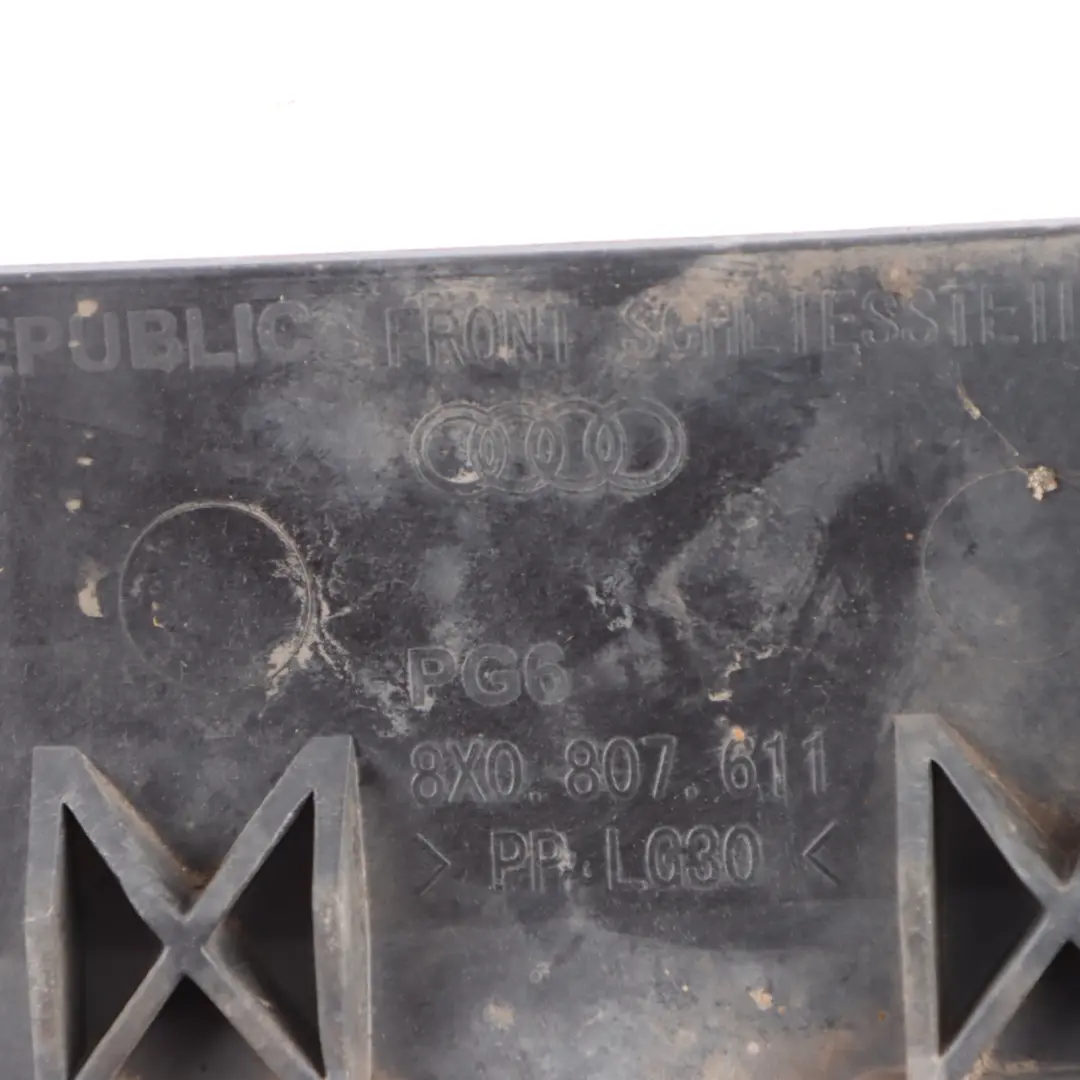 EPUBLIC FRONT SCHLIESSTEIL
PG6
8X0.807.611
> PP.LG30 <